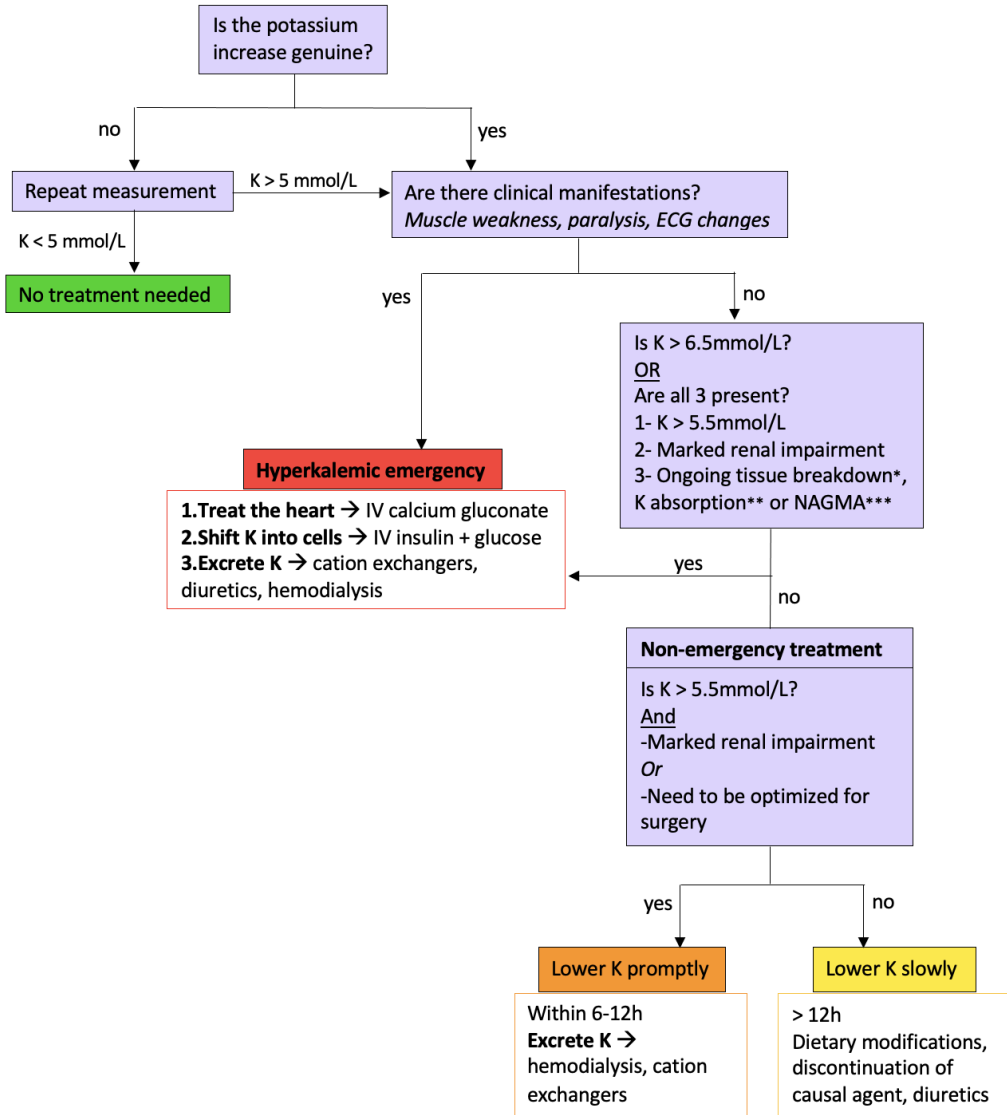 Is the potassium
increase genuine?
no
yes
Repeat measurement
K > 5 mmol/L
Are there clinical manifestations?
Muscle weakness, paralysis, ECG changes
K < 5 mmol/L
No treatment needed
yes
no
Is K > 6.5mmol/L?
OR
Are all 3 present?
1- K > 5.5mmol/L
2- Marked renal impairment
3- Ongoing tissue breakdown*,
K absorption** or NAGMA***
Hyperkalemic emergency
1.Treat the heart → IV calcium gluconate
2.Shift K into cells → IV insulin + glucose
3.Excrete K → cation exchangers,
diuretics, hemodialysis
yes
no
Non-emergency treatment
Is K > 5.5mmol/L?
And
-Marked renal impairment
Or
-Need to be optimized for
surgery
yes
no
Lower K promptly
Within 6-12h
Excrete K →
hemodialysis, cation
exchangers
Lower K slowly
> 12h
Dietary modifications,
discontinuation of
causal agent, diuretics